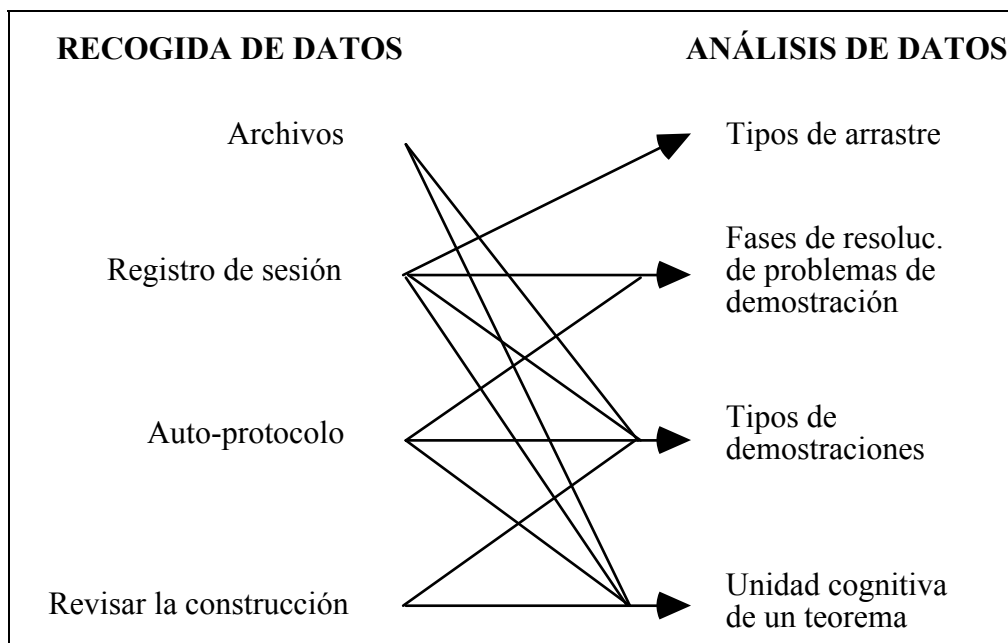 RECOGIDA DE DATOS
ANÁLISIS DE DATOS
Archivos
Tipos de arrastre
Registro de sesión
Fases de resoluc.
de problemas de
demostración
Auto-protocolo
Tipos de
demostraciones
Revisar la construcción
Unidad cognitiva
de un teorema